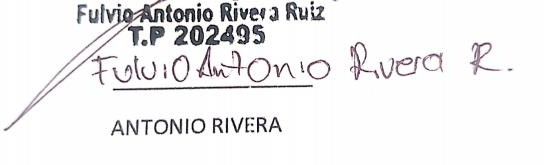 Fulvio Antonio Rivera Ruiz
T.P 202495
Fulvio Antonio Rivera R.
ANTONIO RIVERA